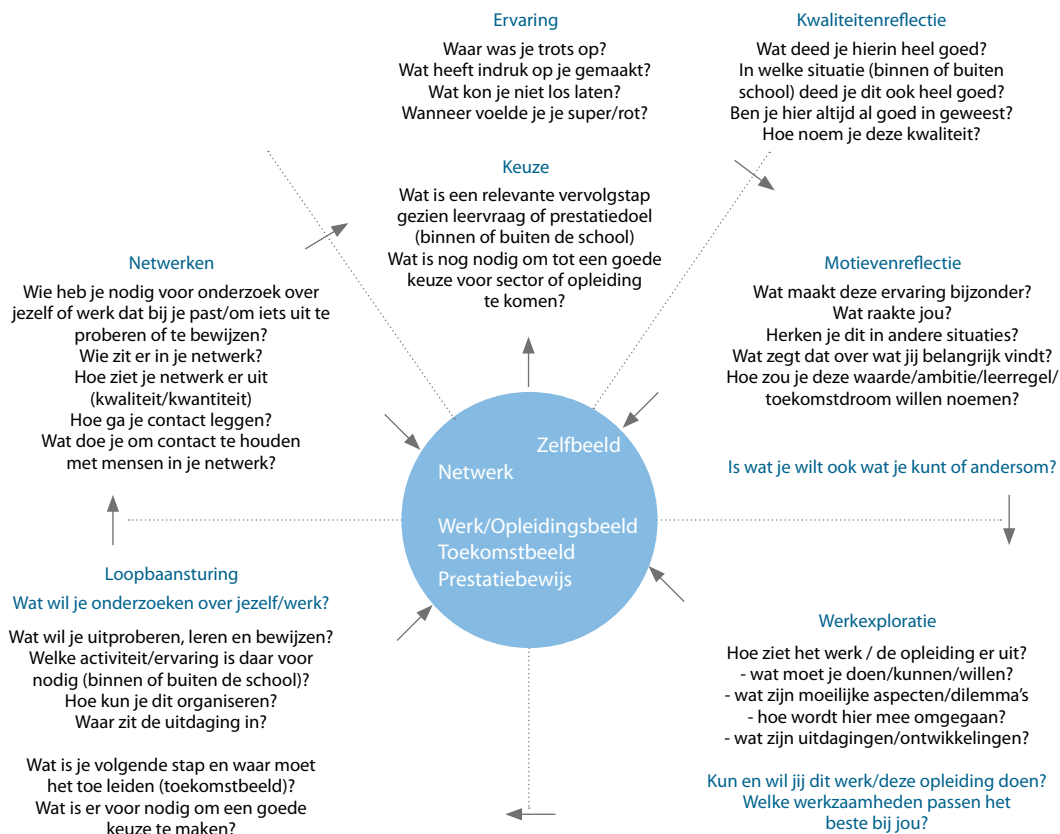 Ervaring
Waar was je trots op?
Wat heeft indruk op je gemaakt?
Wat kon je niet los laten?
Wanneer voelde je je super/rot?
Kwaliteitenreflectie
Wat deed je hierin heel goed?
In welke situatie (binnen of buiten
school) deed je dit ook heel goed?
Ben je hier altijd al goed in geweest?
Hoe noem je deze kwaliteit?
Keuze
Wat is een relevante vervolgstap
gezien leervraag of prestatiedoel
(binnen of buiten de school)
Wat is nog nodig om tot een goede
keuze voor sector of opleiding
te komen?
Netwerken
Wie heb je nodig voor onderzoek over
jezelf of werk dat bij je past/om iets uit te
proberen of te bewijzen?
Wie zit er in je netwerk?
Hoe ziet je netwerk er uit
(kwaliteit/kwantiteit)
Hoe ga je contact leggen?
Wat doe je om contact te houden
met mensen in je netwerk?
Motievenreflectie
Wat maakt deze ervaring bijzonder?
Wat raakte jou?
Herken je dit in andere situaties?
Wat zegt dat over wat jij belangrijk vindt?
Hoe zou je deze waarde/ambitie/leerregel/
toekomstdroom willen noemen?
Is wat je wilt ook wat je kunt of andersom?
Zelfbeeld
Netwerk
Werk/Opleidingsbeeld
Toekomstbeeld
Prestatiebewijs
Loopbaansturing
Wat wil je onderzoeken over jezelf/werk?
Wat wil je uitproberen, leren en bewijzen?
Welke activiteit/ervaring is daar voor
nodig (binnen of buiten de school)?
Hoe kun je dit organiseren?
Waar zit de uitdaging in?
Wat is je volgende stap en waar moet
het toe leiden (toekomstbeeld)?
Wat is er voor nodig om een goede
keuze te maken?
Werkexploratie
Hoe ziet het werk / de opleiding er uit?
- wat moet je doen/kunnen/willen?
- wat zijn moeilijke aspecten/dilemma's
- hoe wordt hier mee omgegaan?
- wat zijn uitdagingen/ontwikkelingen?
Kun en wil jij dit werk/deze opleiding doen?
Welke werkzaamheden passen het
beste bij jou?